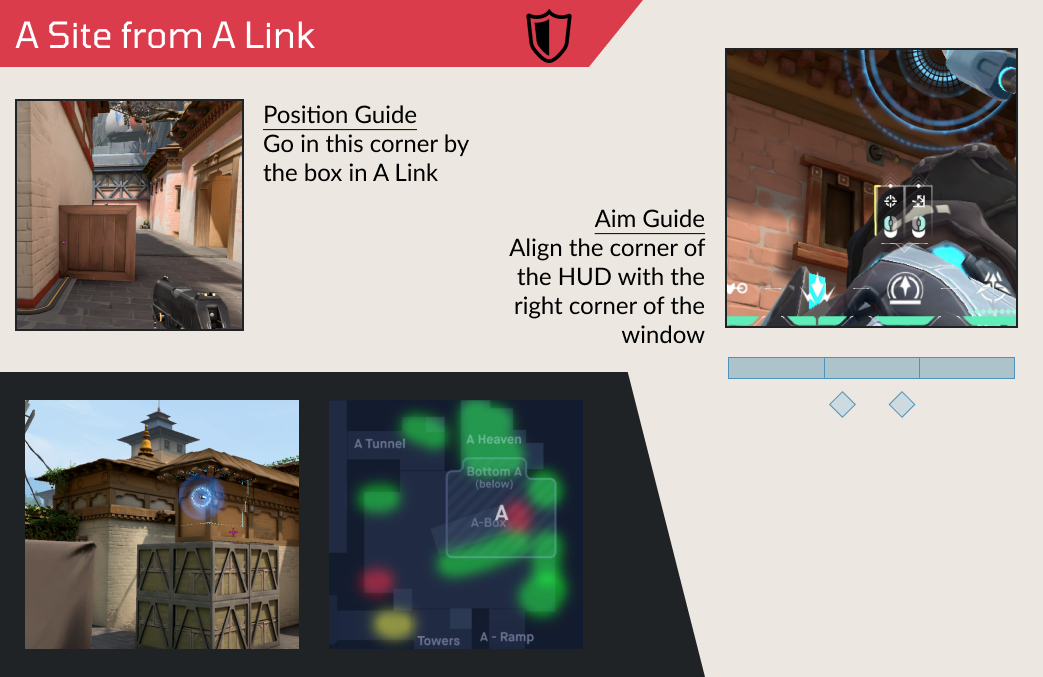 A Site from A Link
Position Guide
Go in this corner by
the box in A Link
Aim Guide
Align the corner of
the HUD with the
right corner of the
window
A Tunnel
A Heaven
Bottom A
(below)
A
A-Box
Towers
A - Ramp